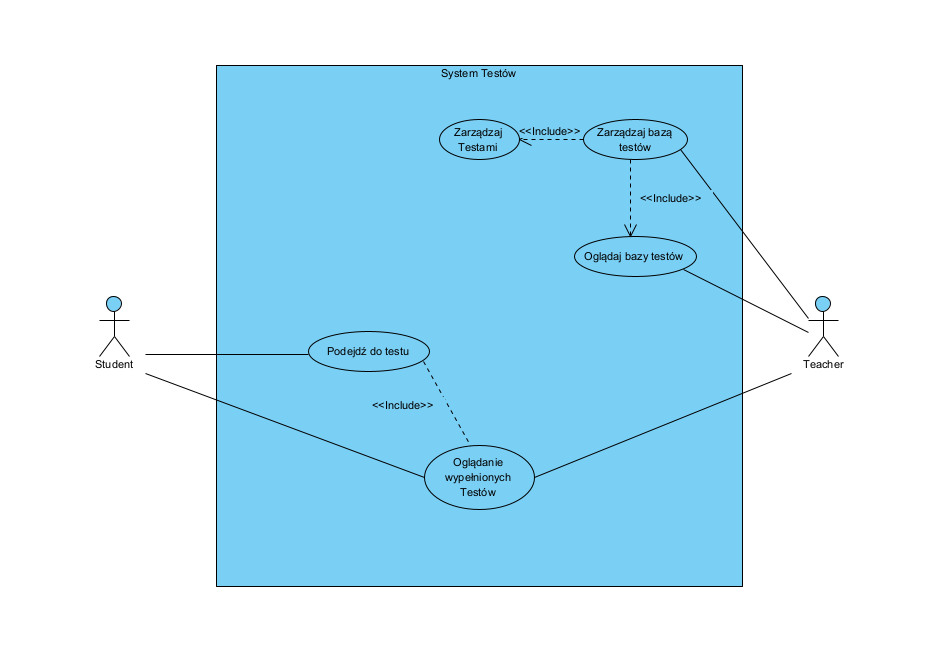 System Testów
Zarządzaj
Testami
<<Include>>
Zarządzaj bazą
testów
<<Include>>
Oglądaj bazy testów
Student
Teacher
Podejdź do testu
<<Include>>
Oglądanie
wypełnionych
Testów